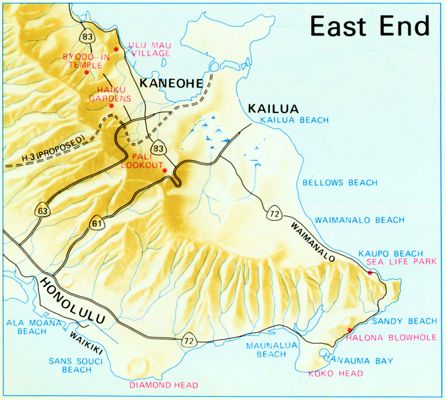 East End
83
ULU MAU
VILLAGE
BYODO-IN
TEMPLE
KANEOHE
HAIKU
GARDENS
KAILUA
KAILUA BEACH
H-3 (PROPOSED)
83
PALI
LOOKOUT
BELLOWS BEACH
63
61
72
WAIMANALO
WAIMANALO BEACH
KAUPO BEACH
SEA LIFE PARK
HONOLULU
ALA MOANA
BEACH
WAIKIKI
72
SANDY BEACH
HALONA BLOWHOLE
MAUNALUA
BEACH
HANAUMA BAY
SANS SOUCI
BEACH
KOKO HEAD
DIAMOND HEAD